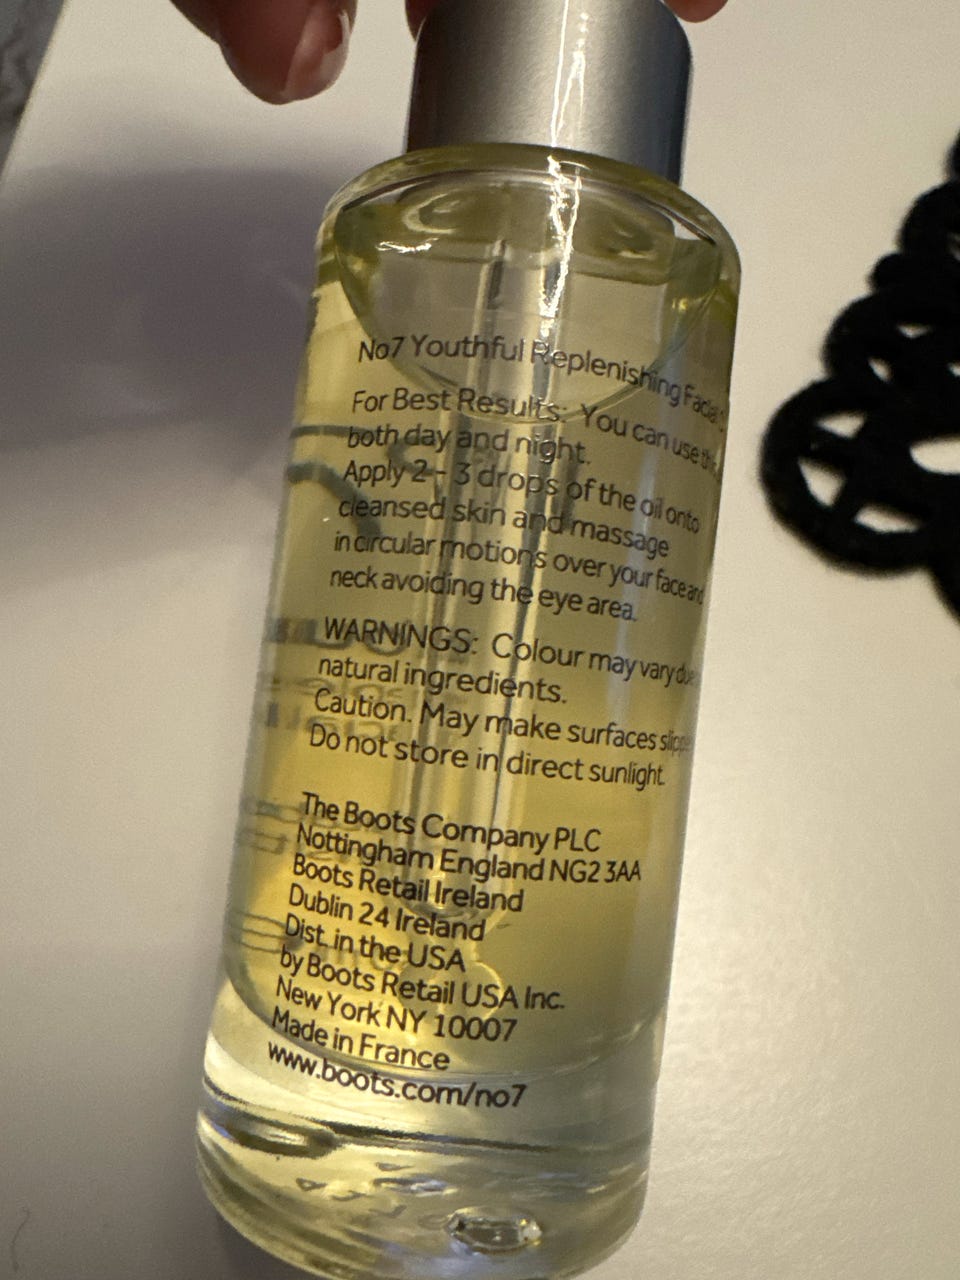 No7 Youthful Replenishing Facial
For Best Results: You can use this
both day and night.
Apply 2 - 3 drops of the oil onto
cleansed skin and massage
in circular motions over your face and
neck avoiding the eye area.
WARNINGS: Colour may vary due
natural ingredients.
Caution. May make surfaces
Do not store in direct sunlight.
The Boots Company PLC
Nottingham England NG2 3AA
Boots Retail Ireland
Dublin 24 Ireland
Dist. in the USA
by Boots Retail USA Inc.
New York NY 10007
Made in France
www.boots.com/no7